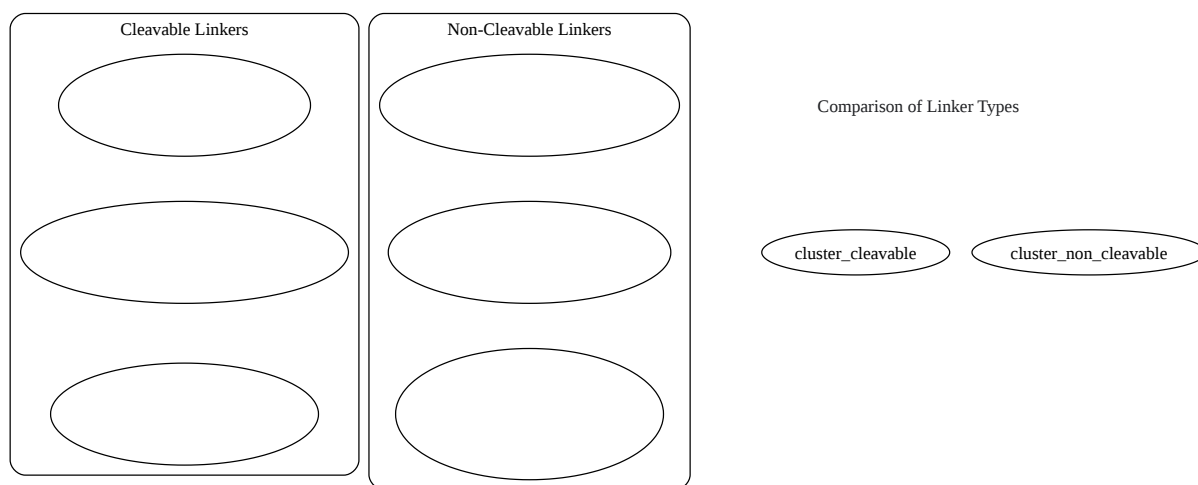 Cleavable Linkers
Non-Cleavable Linkers
Comparison of Linker Types
cluster_cleavable
cluster_non_cleavable